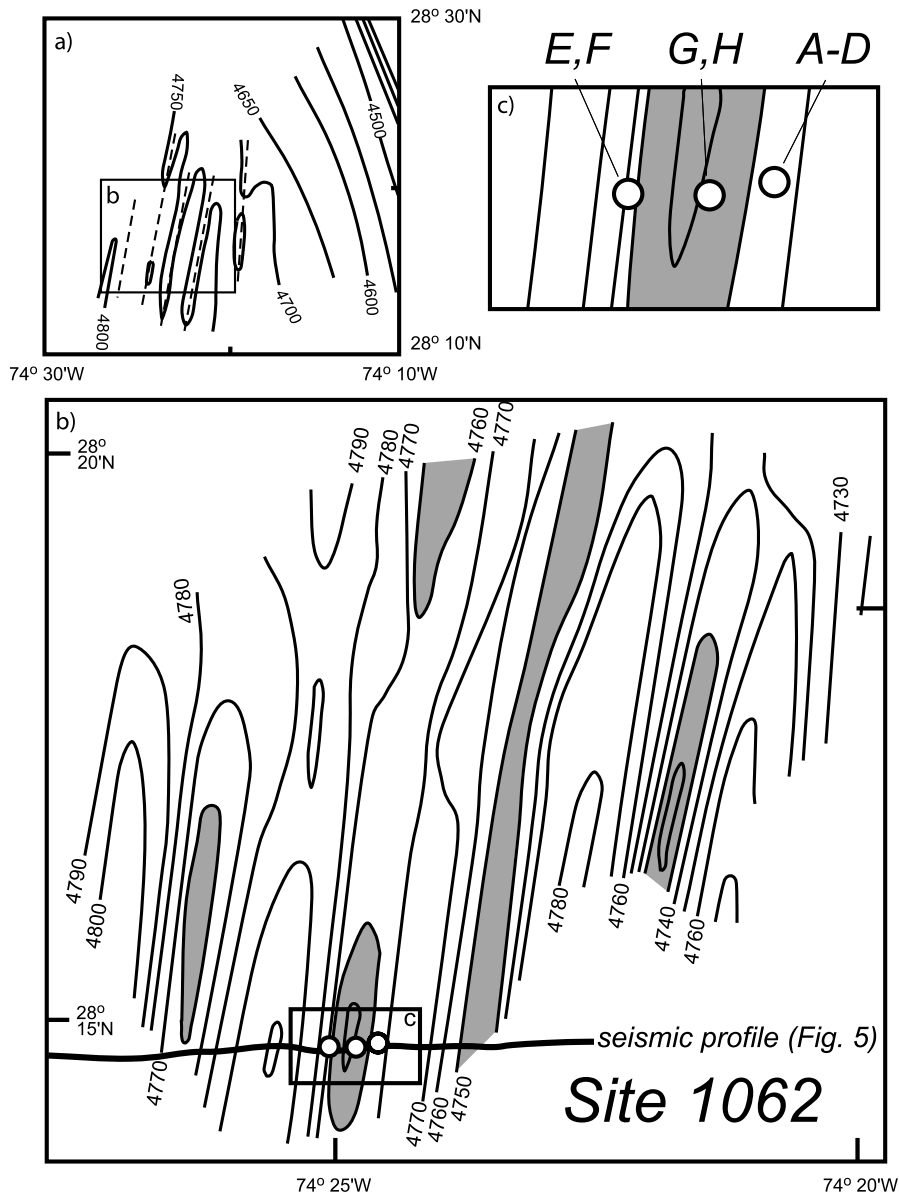 a)
28° 30'N
4750
4650
4500
b
4800
4700
4600
28° 10'N
74° 30'W
74° 10'W
E,F
G,H
A-D
c)
b)
28°
20'N
4790
4780
4770
4760
4770
4730
4780
4790
4800
4780
4760
4740
4760
28°
15'N
c
seismic profile (Fig. 5)
4770
4770
4760
4750
Site 1062
74° 25'W
74° 20'W